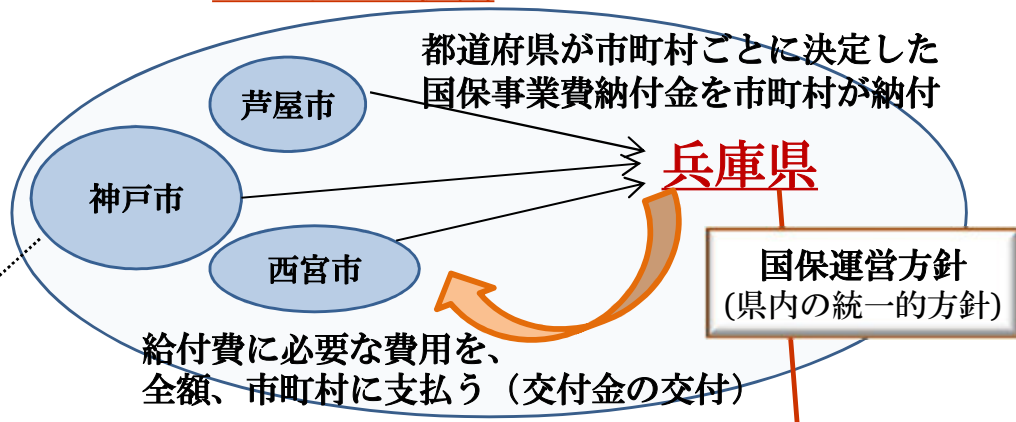 都道府県が市町村ごとに決定した
国保事業費納付金を市町村が納付
芦屋市
兵庫県
神戸市
西宮市
国保運営方針
(県内の統一的方針)
給付費に必要な費用を、
全額、市町村に支払う（交付金の交付）